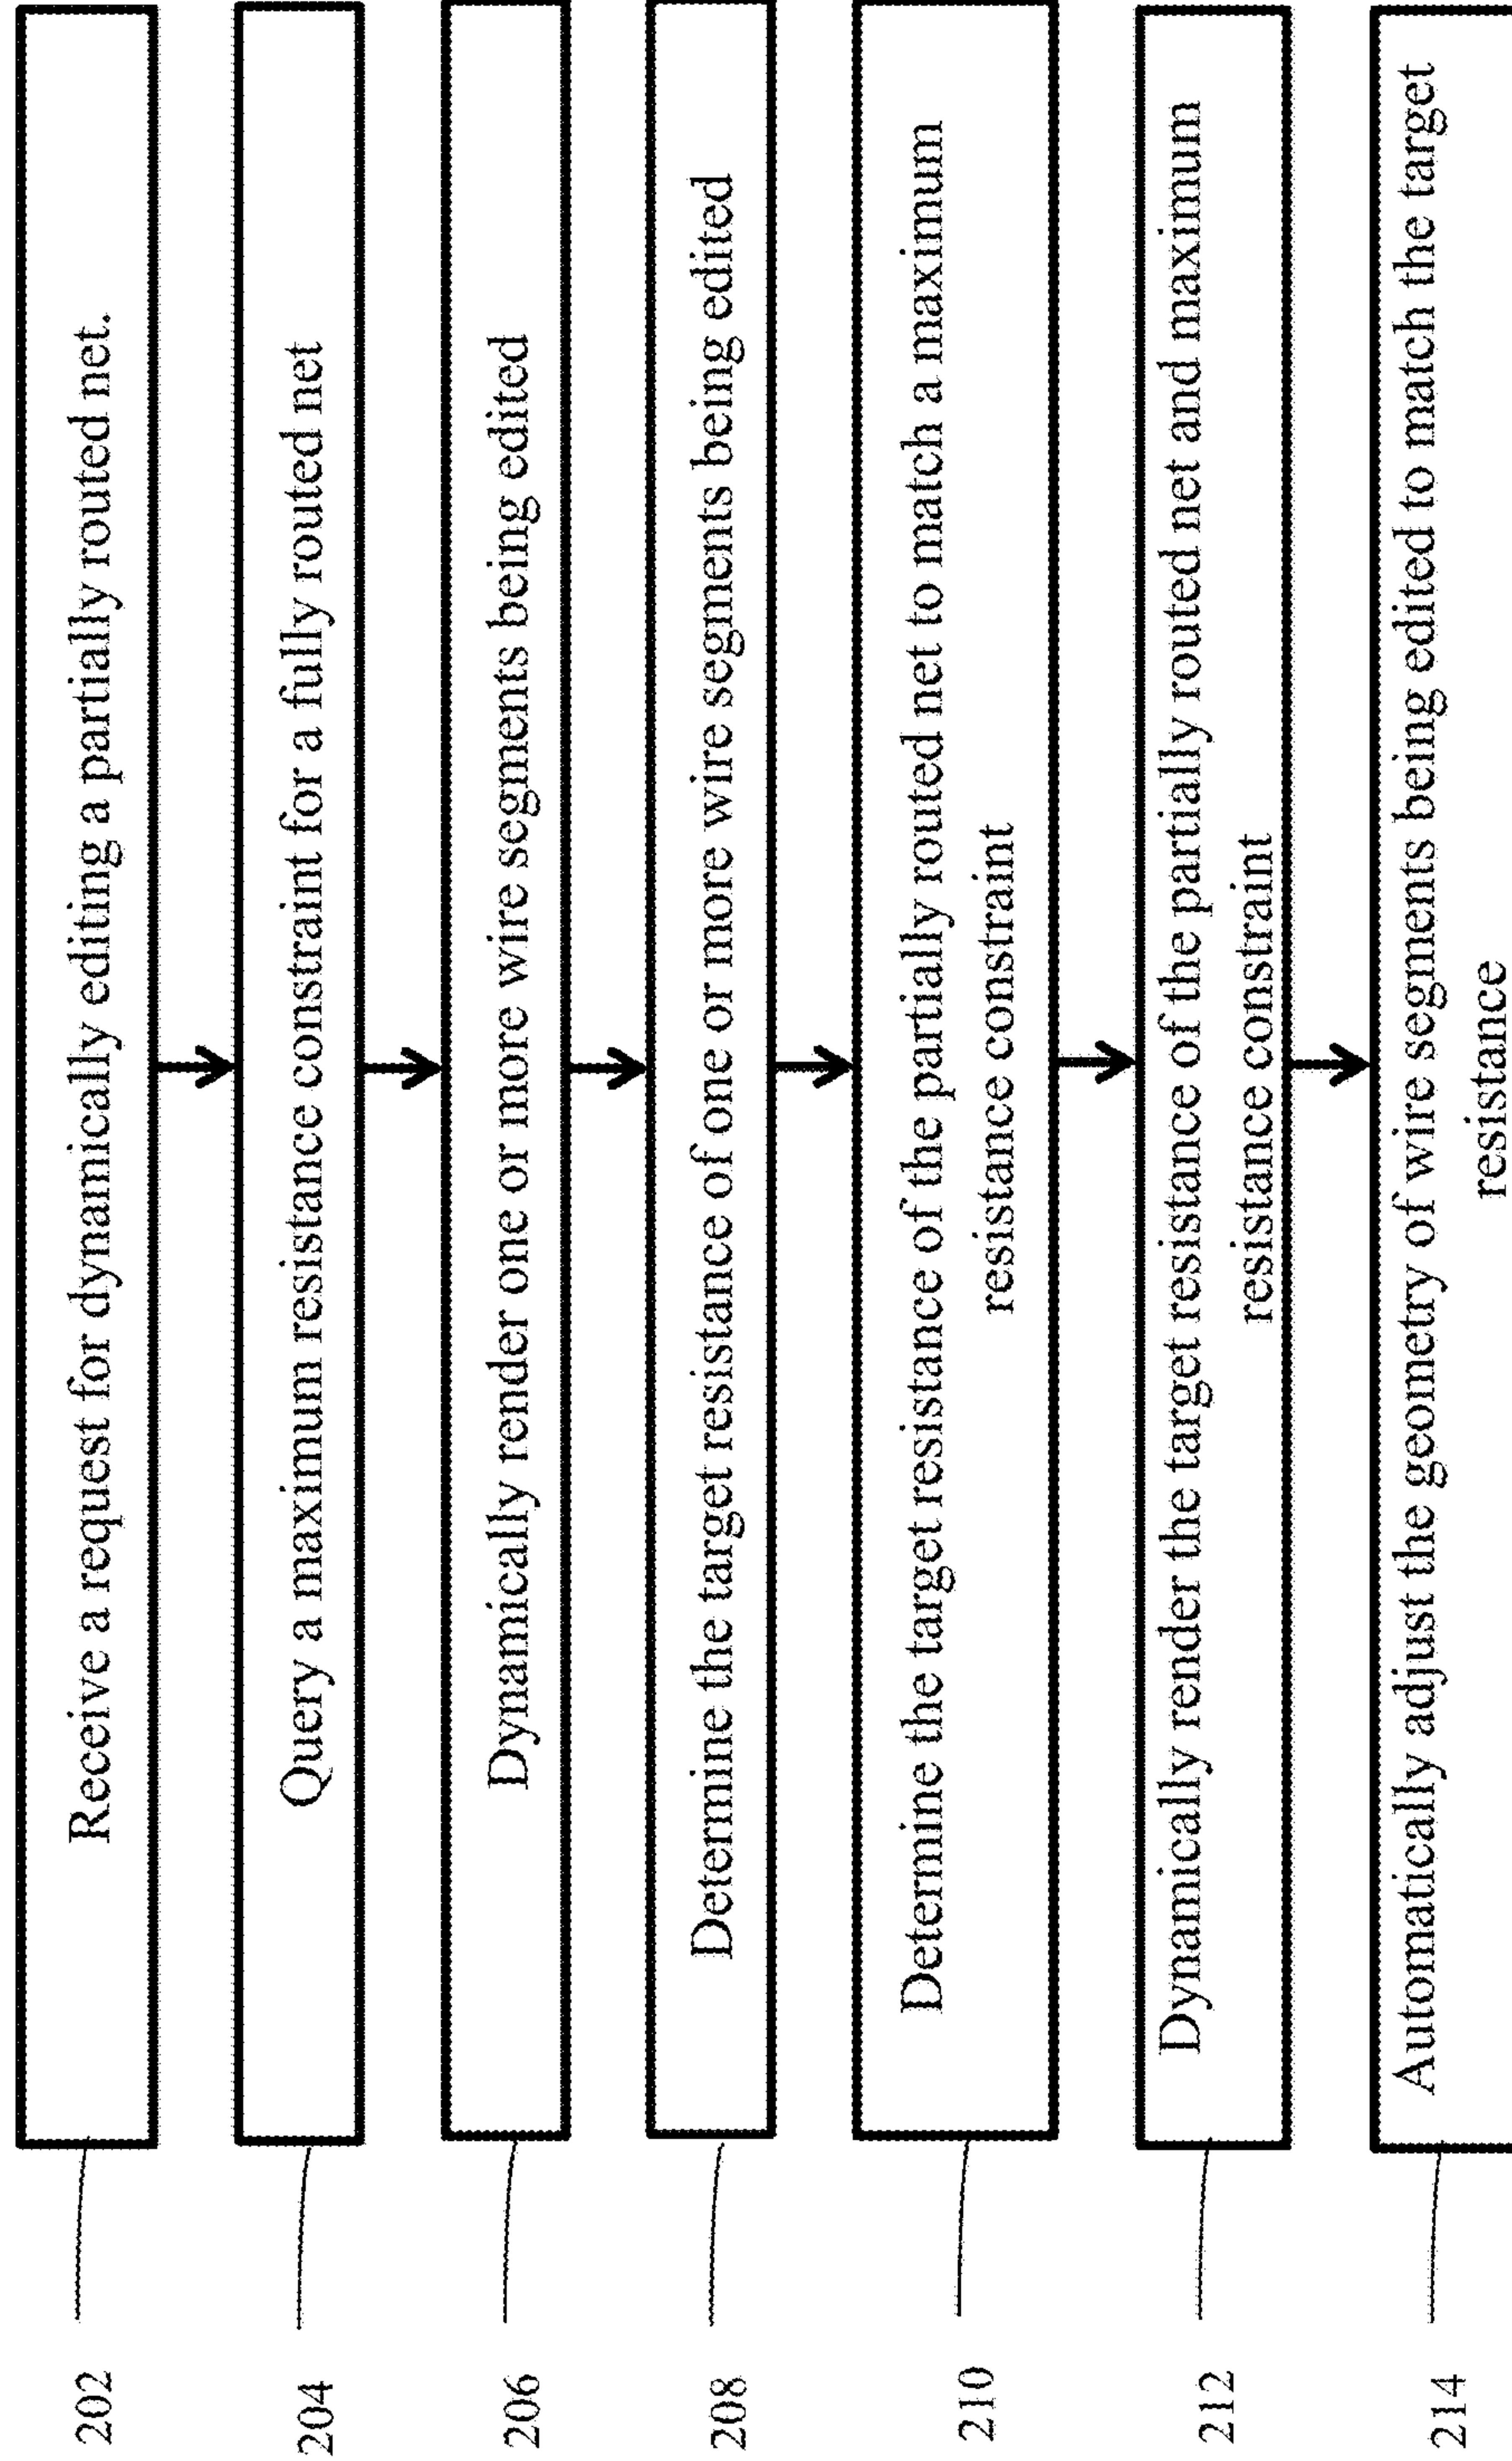 202
Receive a request for dynamically editing a partially routed net.
204
Query a maximum resistance constraint for a fully routed net
206
Dynamically render one or more wire segments being edited
208
Determine the target resistance of one or more wire segments being edited
210
Determine the target resistance of the partially routed net to match a maximum
resistance constraint
212
Dynamically render the target resistance of the partially routed net and maximum
resistance constraint
214
Automatically adjust the geometry of wire segments being edited to match the target
resistance